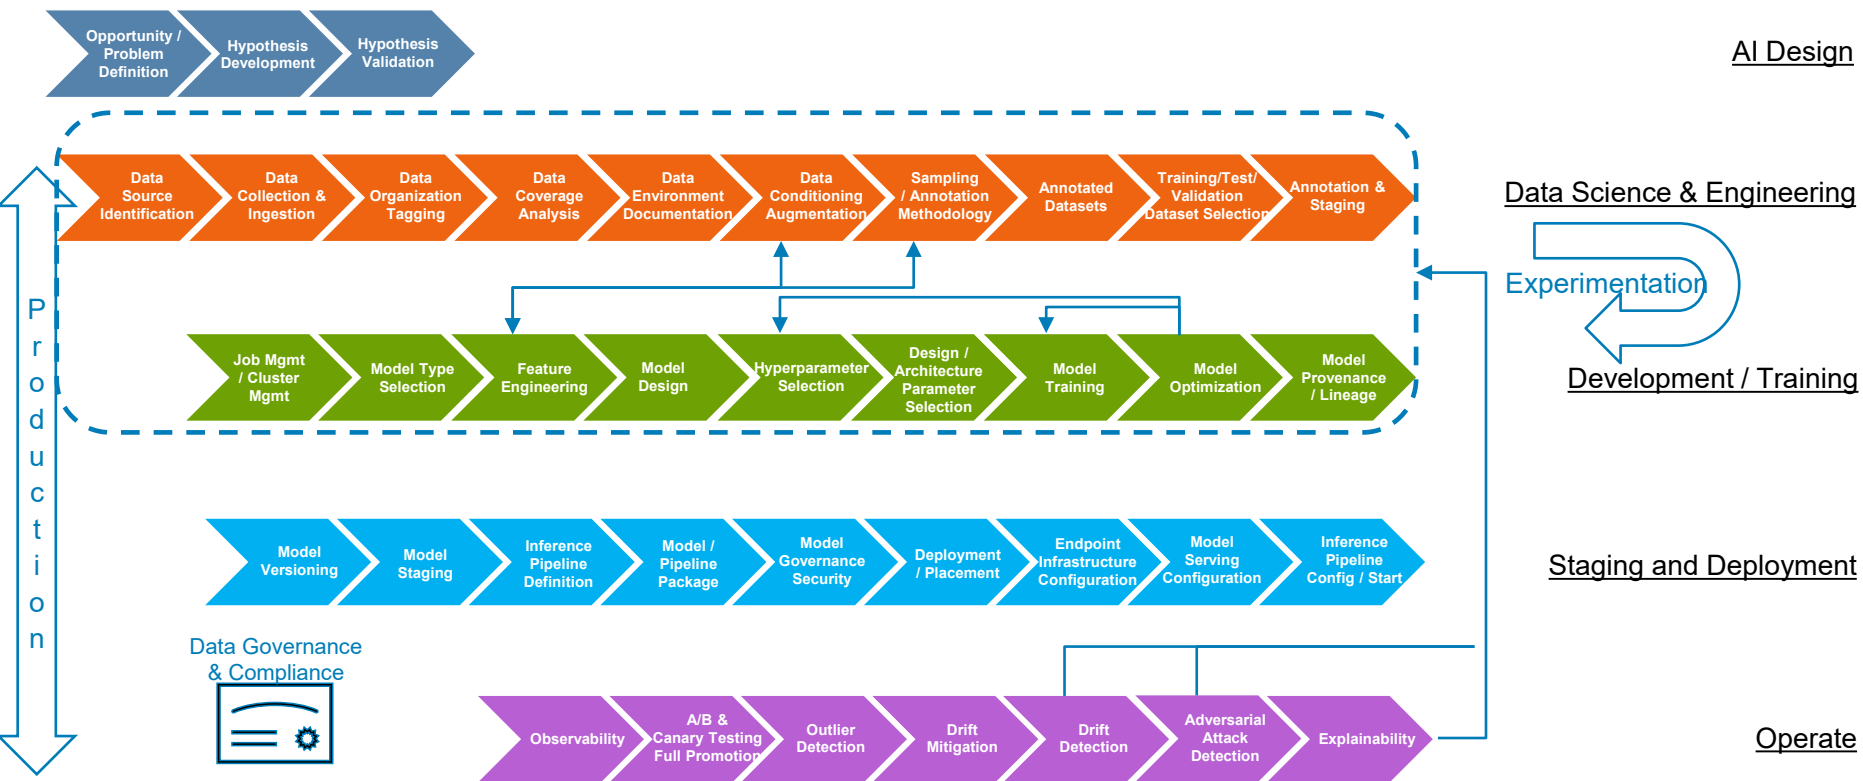 Opportunity /
Problem
Definition
Hypothesis
Development
Hypothesis
Validation
AI Design
Data
Source
Identification
Data
Collection &
Ingestion
Data
Organization
Tagging
Data
Coverage
Analysis
Data
Environment
Documentation
Data
Conditioning
Augmentation
Sampling
/ Annotation
Methodology
Annotated
Datasets
Training/Test/
Validation
Dataset Selection
Annotation &
Staging
Data Science & Engineering
Experimentation
Production
Job Mgmt
/ Cluster
Mgmt
Model Type
Selection
Feature
Engineering
Model
Design
Hyperparameter
Selection
Design /
Architecture
Parameter
Selection
Model
Training
Model
Optimization
Model
Provenance
/ Lineage
Development / Training
Model
Versioning
Model
Staging
Inference
Pipeline
Definition
Model /
Pipeline
Package
Model
Governance
Security
Deployment
/ Placement
Endpoint
Infrastructure
Configuration
Model
Serving
Configuration
Inference
Pipeline
Config / Start
Staging and Deployment
Data Governance
& Compliance
Observability
A/B &
Canary Testing
Full Promotion
Outlier
Detection
Drift
Mitigation
Drift
Detection
Adversarial
Attack
Detection
Explainability
Operate